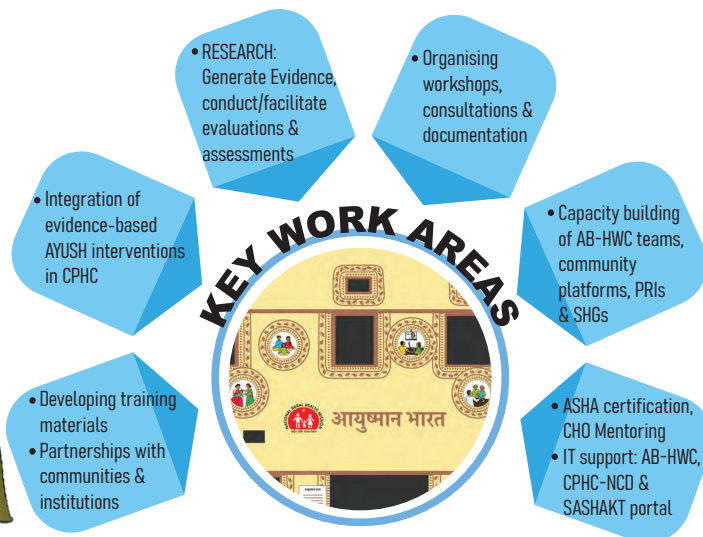 • RESEARCH:
Generate Evidence,
conduct/facilitate
evaluations &
assessments
• Organising
workshops,
consultations &
documentation
• Integration of
evidence-based
AYUSH interventions
in CPHC
• Capacity building
of AB-HWC teams,
community
platforms, PRIs
& SHGs
KEY WORK AREAS
• Developing training
materials
• Partnerships with
communities &
institutions
आयुष्मान भारत
• ASHA certification,
CHO Mentoring
• IT support: AB-HWC,
CPHC-NCD &
SASHAKT portal